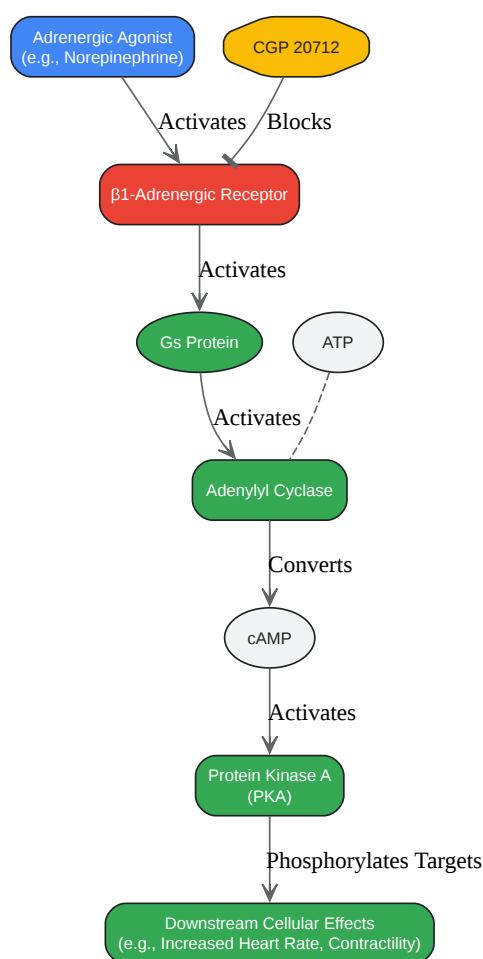 Adrenergic Agonist
(e.g., Norepinephrine)
CGP 20712
Activates
Blocks
β1-Adrenergic Receptor
Activates
Gs Protein
ATP
Activates
Adenylyl Cyclase
Converts
cAMP
Activates
Protein Kinase A
(PKA)
Phosphorylates Targets
Downstream Cellular Effects
(e.g., Increased Heart Rate, Contractility)